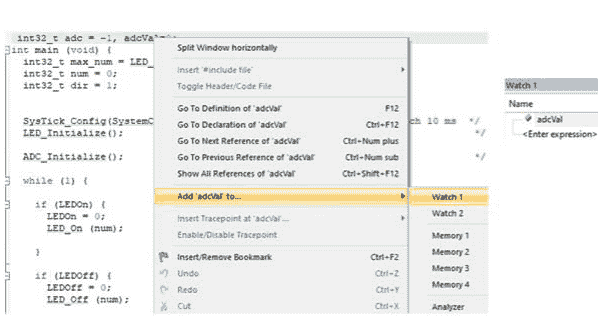 int32_t adc = -1, adcVal=
int main (void) {
int32_t max_num = LED_
int32_t num = 0;
int32_t dir = 1;
SysTick_Config(SystemC
ch 10 ms */
LED_Initialize();
*/
ADC_Initialize();
*/
while (1) {
if (LEDOn) {
LEDOn = 0;
LED_On (num);
}
if (LEDOff) {
LEDOff = 0;
LED_Off (num);
Split Window horizontally
Insert '#include file'
Toggle Header/Code File
Go To Definition of 'adcVal' F12
Go To Declaration of 'adcVal' Ctrl+F12
Go To Next Reference of 'adcVal' Ctrl+Num plus
Go To Previous Reference of 'adcVal' Ctrl+Num sub
Show All References of 'adcVal' Ctrl+Shift+F12
Add 'adcVal' to...
Insert Tracepoint at 'adcVal'...
Enable/Disable Tracepoint
Insert/Remove Bookmark Ctrl+F2
Undo Ctrl+Z
Redo Ctrl+Y
Cut Ctrl+X
Watch 1
Watch 2
Memory 1
Memory 2
Memory 3
Memory 4
Analyzer
Watch 1
Name
adcVal
<Enter expression>